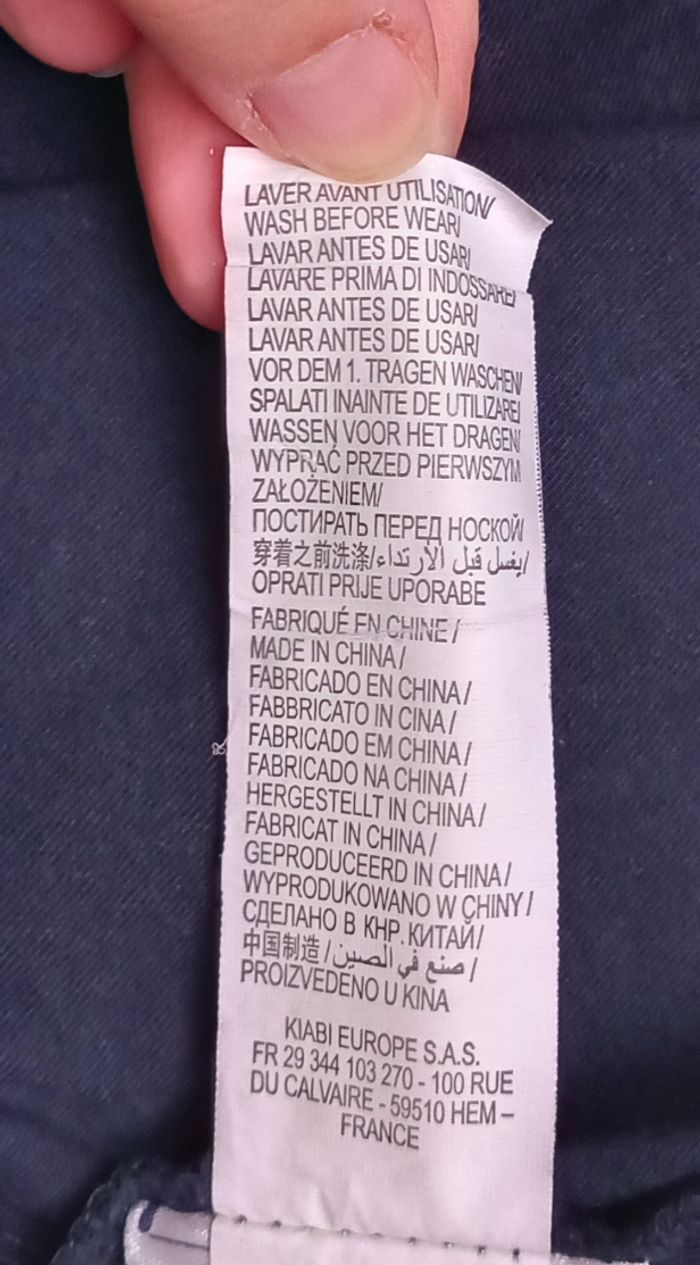 LAVER AVANT UTILISATION/
WASH BEFORE WEAR/
LAVAR ANTES DE USAR/
LAVARE PRIMA DI INDOSSARE/
LAVAR ANTES DE USAR/
LAVAR ANTES DE USAR/
VOR DEM 1. TRAGEN WASCHEN/
SPALATI INAINTE DE UTILIZARE/
WASSEN VOOR HET DRAGEN/
WYPRAĆ PRZED PIERWSZYM
ZAŁOŻENIEM/
ПОСТИРАТЬ ПЕРЕД НОСКОЙ/
穿着之前洗涤/يغسل قبل الارتداء/
OPRATI PRIJE UPORABE
FABRIQUÉ EN CHINE /
MADE IN CHINA /
FABRICADO EN CHINA /
FABBRICATO IN CINA /
FABRICADO EM CHINA /
FABRICADO NA CHINA /
HERGESTELLT IN CHINA /
FABRICAT IN CHINA /
GEPRODUCEERD IN CHINA /
WYPRODUKOWANO W CHINY /
СДЕЛАНО В КНР. КИТАЙ /
中国制造 / صنع في الصين /
PROIZVEDENO U KINA
KIABI EUROPE S.A.S.
FR 29 344 103 270 - 100 RUE
DU CALVAIRE - 59510 HEM –
FRANCE